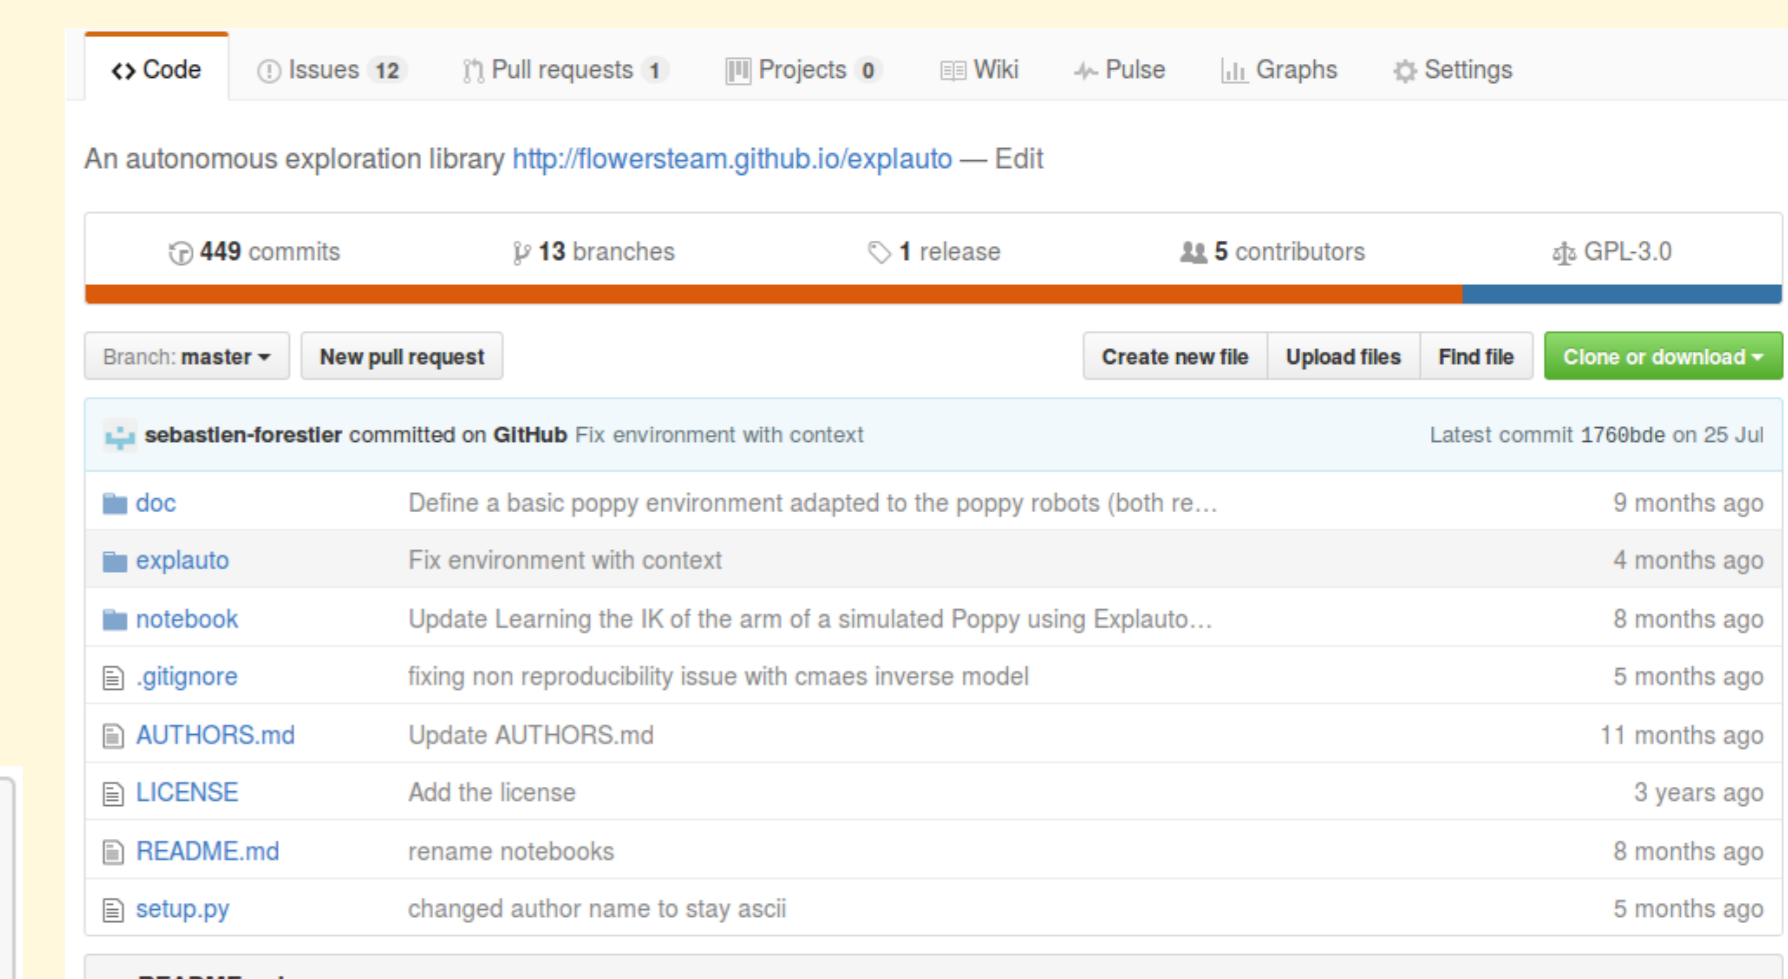 Code Issues 12 Pull requests 1 Projects 0 Wiki Pulse Graphs Settings
An autonomous exploration library http://flowersteam.github.io/explauto — Edit
449 commits 13 branches 1 release 5 contributors GPL-3.0
Branch: master New pull request Create new file Upload files Find file Clone or download
sebastien-forestier committed on GitHub Fix environment with context Latest commit 1760bde on 25 Jul
doc Define a basic poppy environment adapted to the poppy robots (both re… 9 months ago
explauto Fix environment with context 4 months ago
notebook Update Learning the IK of the arm of a simulated Poppy using Explauto… 8 months ago
.gitignore fixing non reproducibility issue with cmaes inverse model 5 months ago
AUTHORS.md Update AUTHORS.md 11 months ago
LICENSE Add the license 3 years ago
README.md rename notebooks 8 months ago
setup.py changed author name to stay ascii 5 months ago